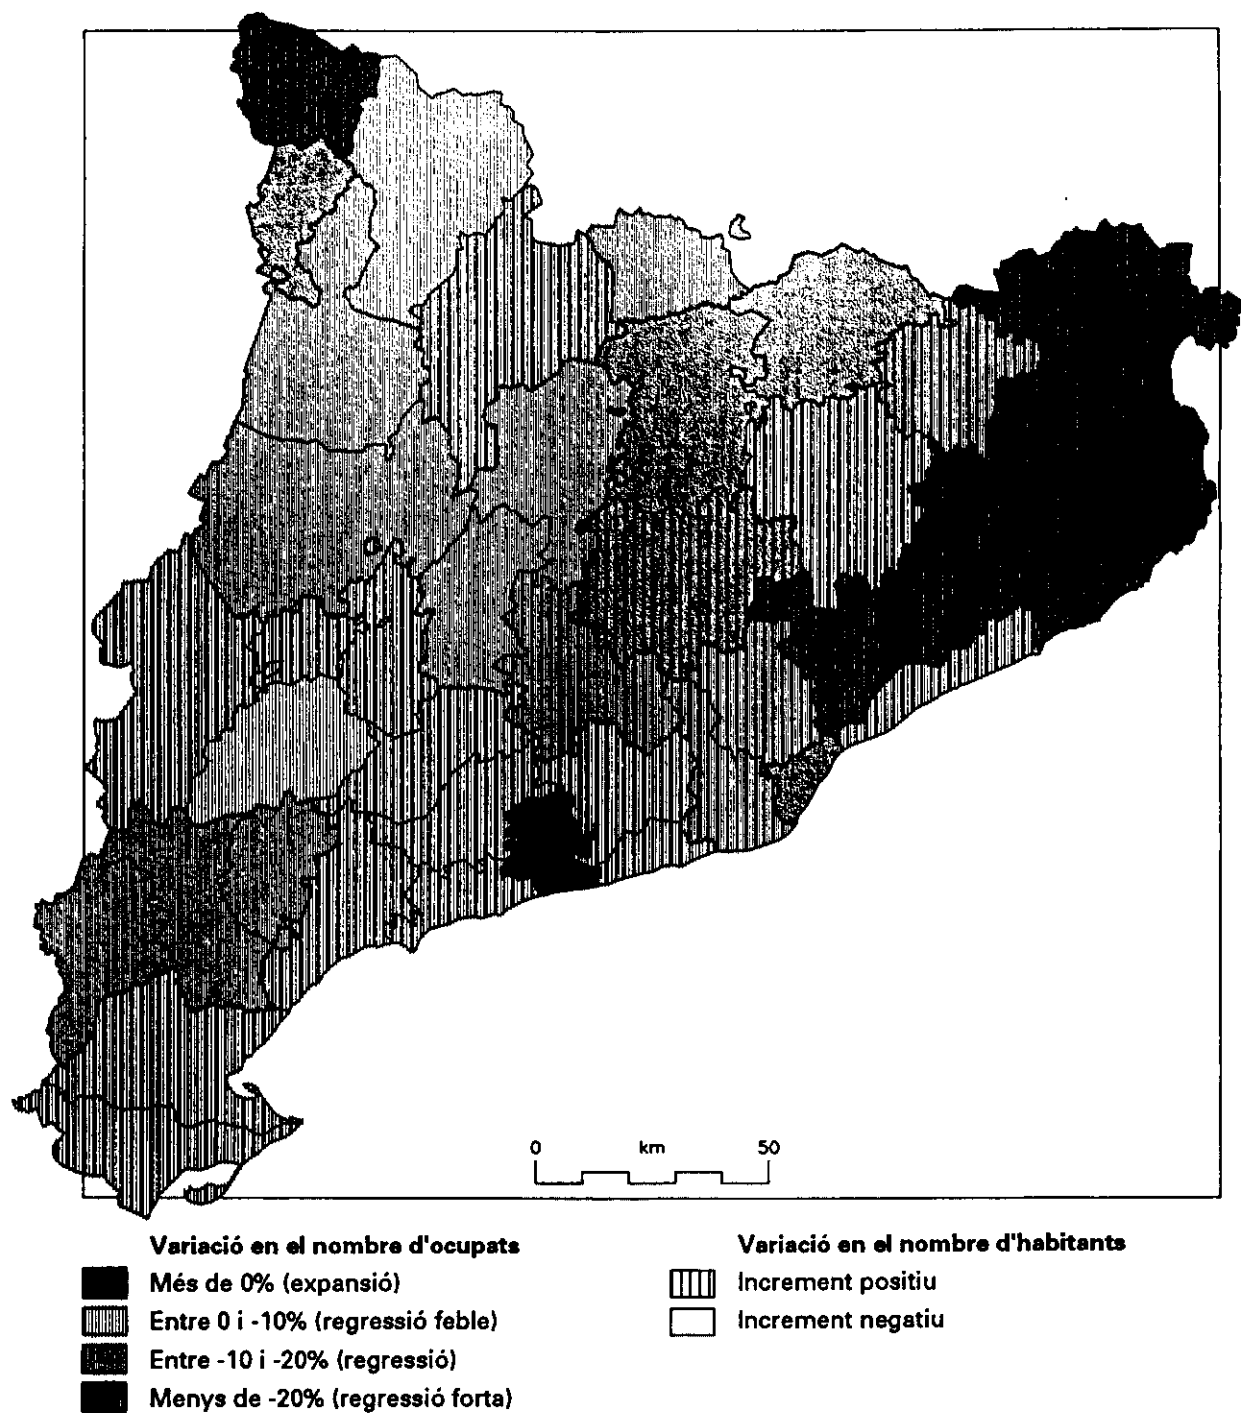 0 km 50
Variació en el nombre d'ocupats
Més de 0% (expansió)
Entre 0 i -10% (regressió feble)
Entre -10 i -20% (regressió)
Menys de -20% (regressió forta)
Variació en el nombre d'habitants
Increment positiu
Increment negatiu